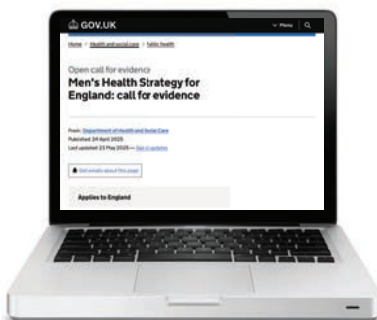 GOV.UK
Menu
Home / Health and social care / Public health
Open call for evidence
Men's Health Strategy for
England: call for evidence
From: Department of Health and Social Care
Published 24 April 2025
Last updated 23 May 2025 — See all updates
Get emails about this page
Applies to England